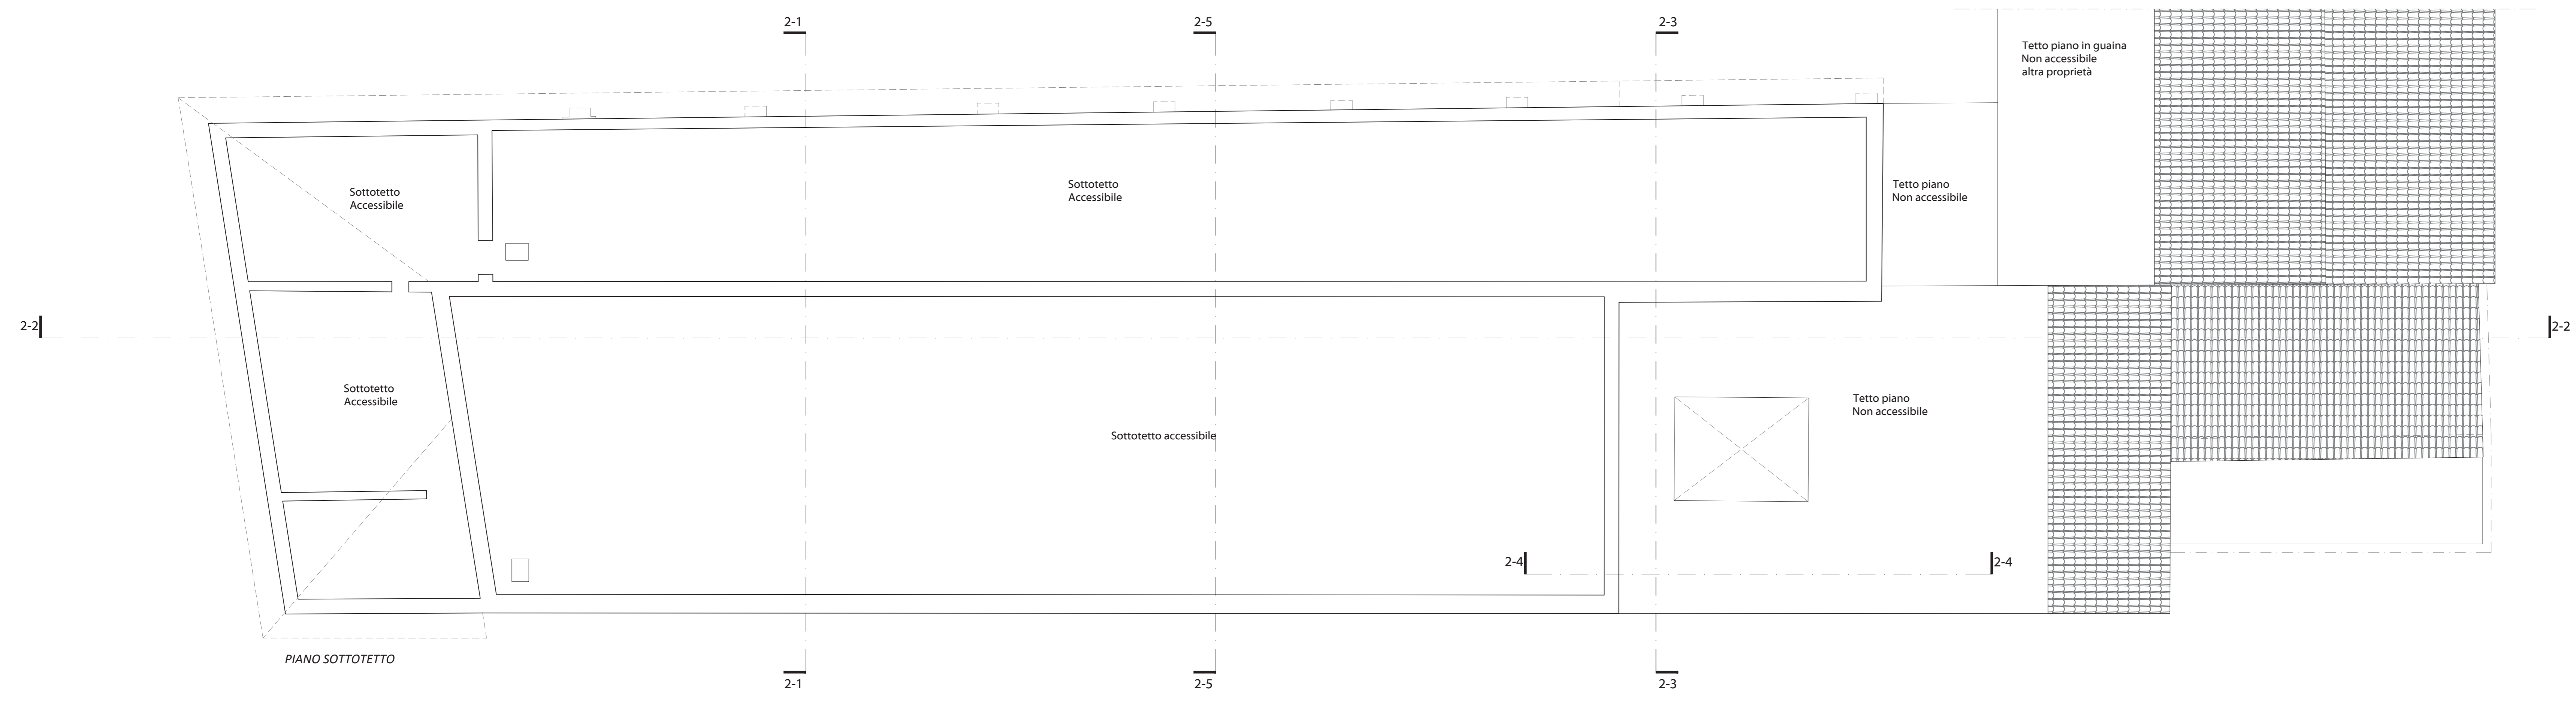 2-1
2-5
2-3
Tetto piano in guaina
Non accessibile
altra proprietà
Sottotetto
Accessibile
Sottotetto
Accessibile
Tetto piano
Non accessibile
2-2
2-2
Sottotetto
Accessibile
Tetto piano
Non accessibile
Sottotetto accessibile
2-4
2-4
PIANO SOTTOTETTO
2-1
2-5
2-3